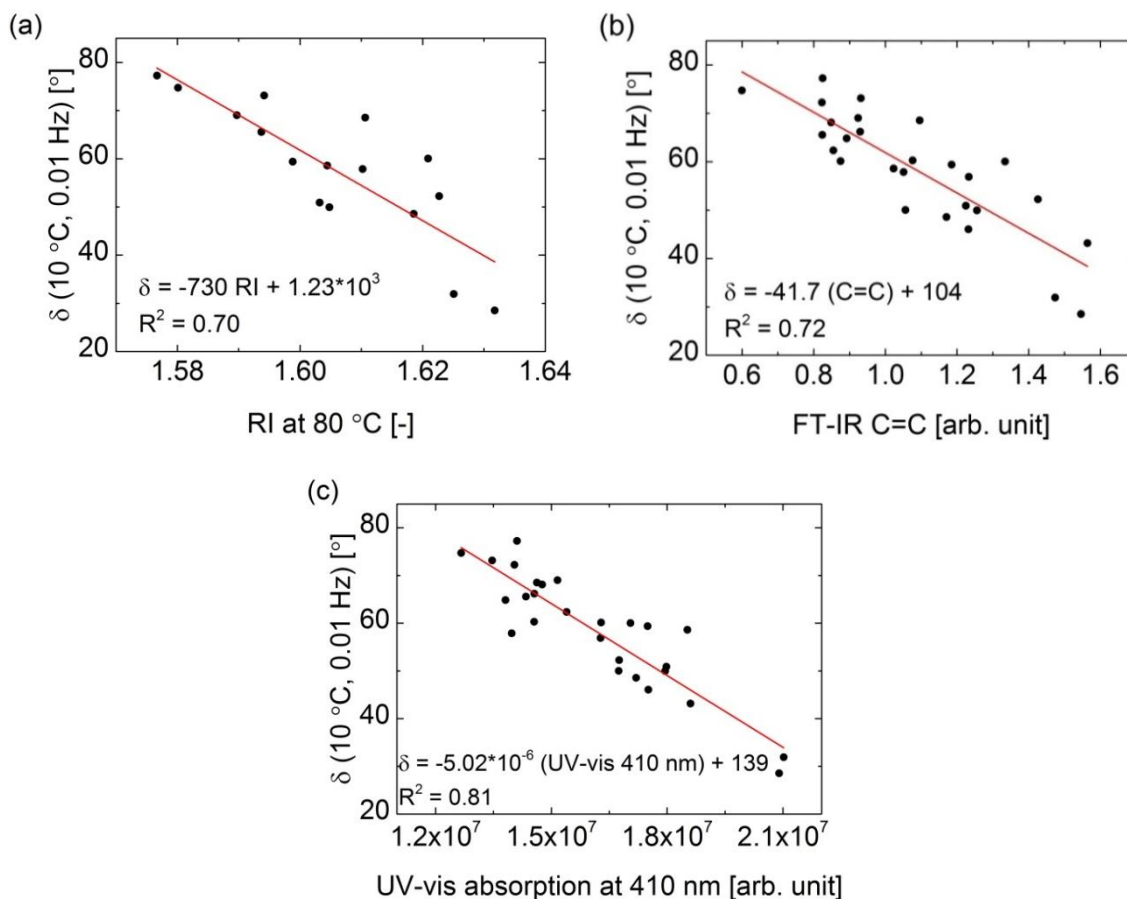 (a)
δ (10 °C, 0.01 Hz) [°]
80
60
40
20
δ = -730 RI + 1.23*10³
R² = 0.70
1.58 1.60 1.62 1.64
RI at 80 °C [-]
(b)
δ (10 °C, 0.01 Hz) [°]
80
60
40
20
δ = -41.7 (C=C) + 104
R² = 0.72
0.6 0.8 1.0 1.2 1.4 1.6
FT-IR C=C [arb. unit]
(c)
δ (10 °C, 0.01 Hz) [°]
80
60
40
20
δ = -5.02*10⁻⁶ (UV-vis 410 nm) + 139
R² = 0.81
1.2x10⁷ 1.5x10⁷ 1.8x10⁷ 2.1x10⁷
UV-vis absorption at 410 nm [arb. unit]